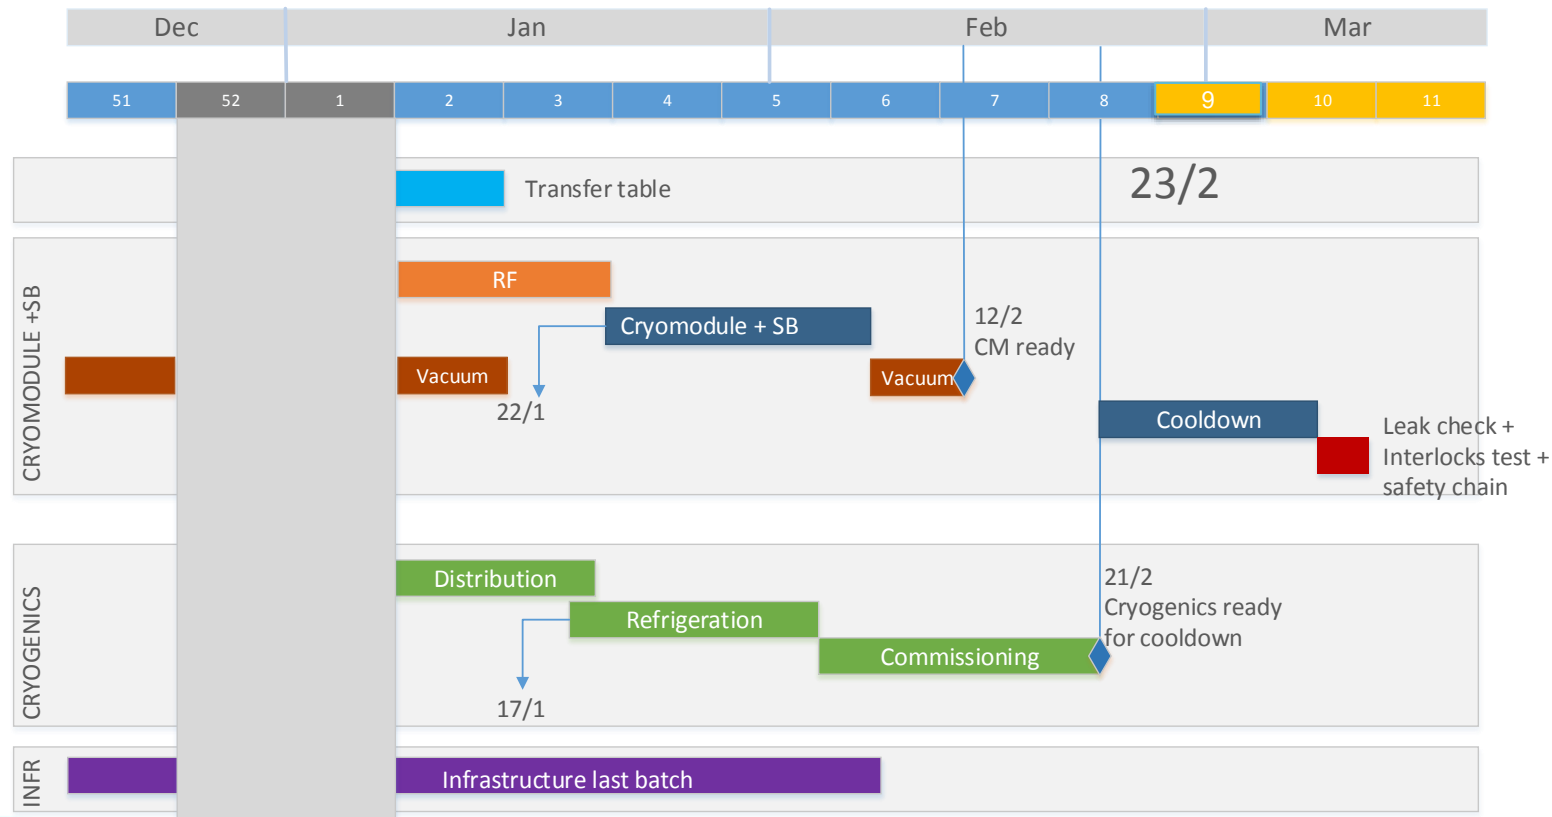 Dec Jan Feb Mar
51 52 1 2 3 4 5 6 7 8 9 10 11
Transfer table
23/2
CRYOMODULE +SB
RF
Cryomodule + SB
12/2
CM ready
Vacuum
Vacuum
22/1
Cooldown
Leak check +
Interlocks test +
safety chain
CRYOGENICS
Distribution
21/2
Cryogenics ready
for cooldown
Refrigeration
Commissioning
17/1
INFR
Infrastructure last batch